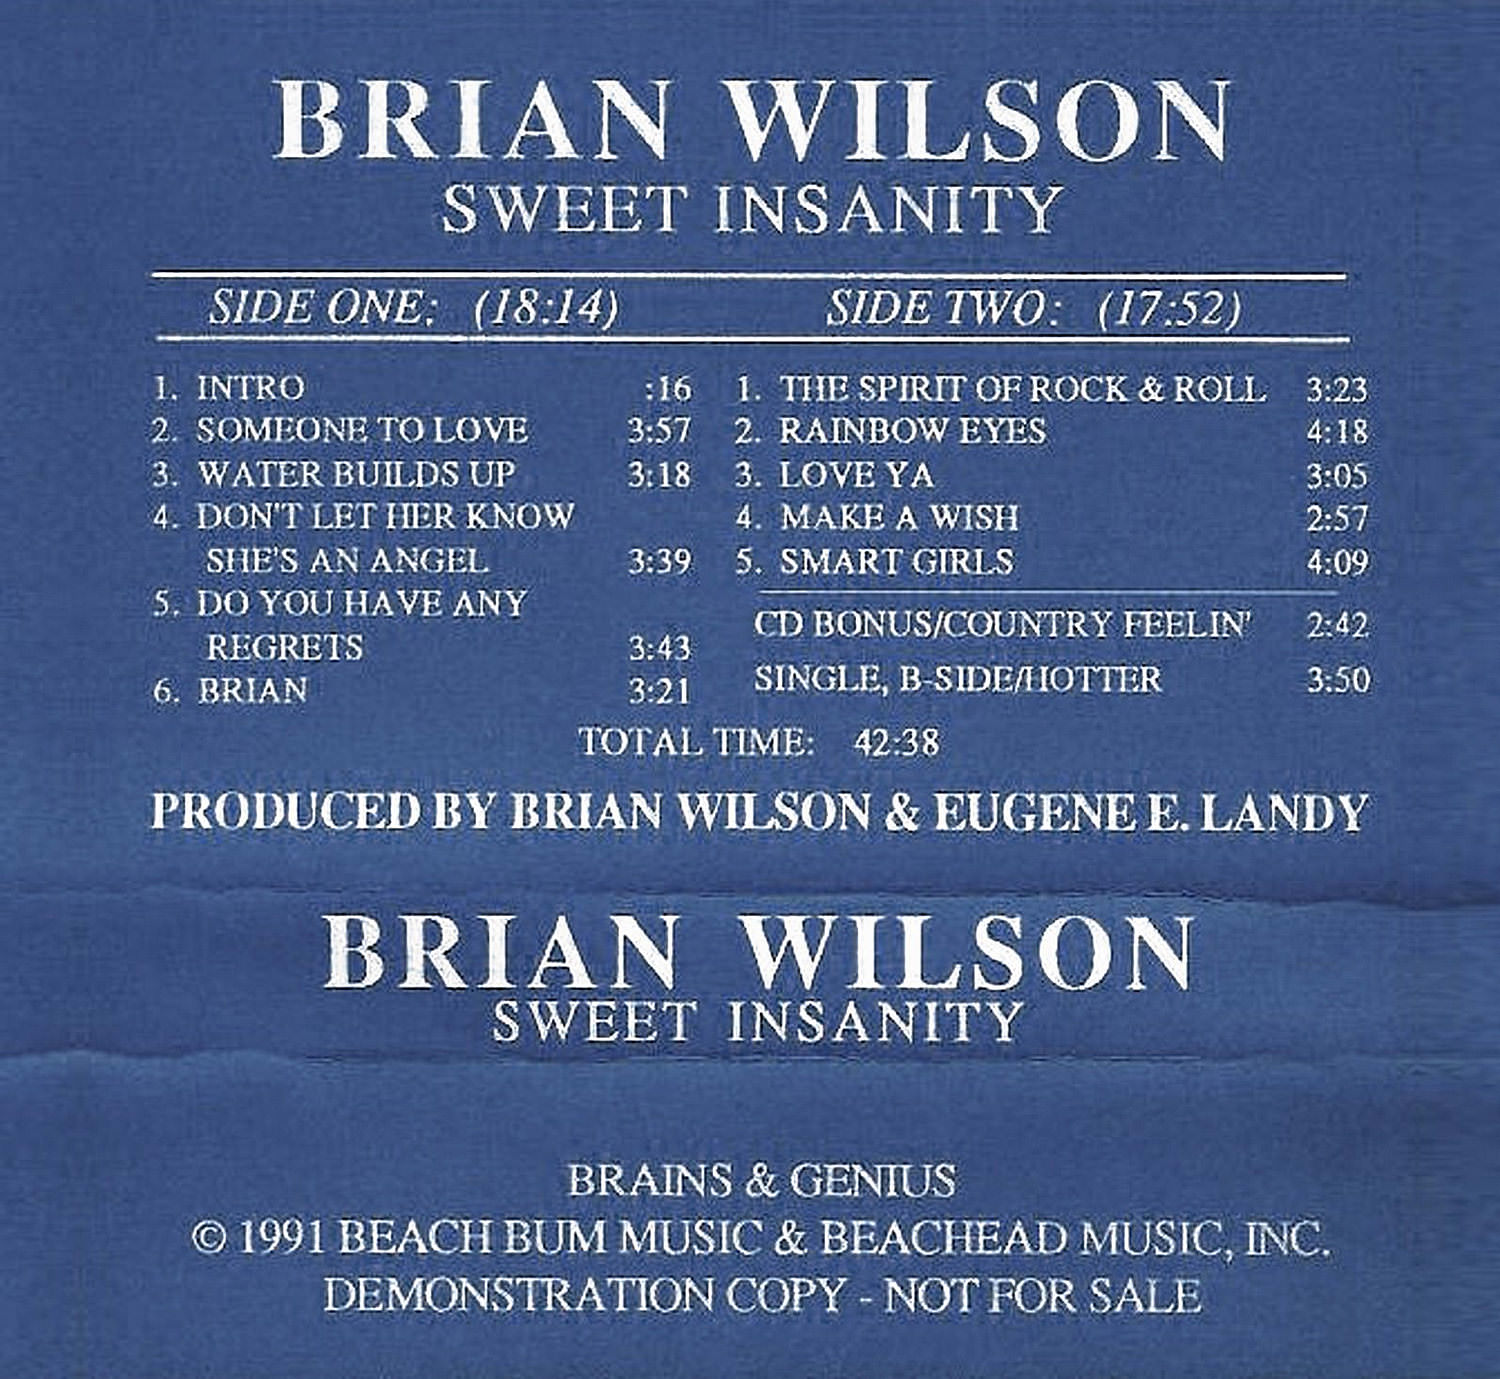 BRIAN WILSON
SWEET INSANITY
SIDE ONE: (18:14)
1. INTRO :16
2. SOMEONE TO LOVE 3:57
3. WATER BUILDS UP 3:18
4. DON'T LET HER KNOW
SHE'S AN ANGEL 3:39
5. DO YOU HAVE ANY
REGRETS 3:43
6. BRIAN 3:21
SIDE TWO: (17:52)
1. THE SPIRIT OF ROCK & ROLL 3:23
2. RAINBOW EYES 4:18
3. LOVE YA 3:05
4. MAKE A WISH 2:57
5. SMART GIRLS 4:09
CD BONUS/COUNTRY FEELIN' 2:42
SINGLE, B-SIDE/HOTTER 3:50
TOTAL TIME: 42:38
PRODUCED BY BRIAN WILSON & EUGENE E. LANDY
BRIAN WILSON
SWEET INSANITY
BRAINS & GENIUS
© 1991 BEACH BUM MUSIC & BEACHEAD MUSIC, INC.
DEMONSTRATION COPY - NOT FOR SALE